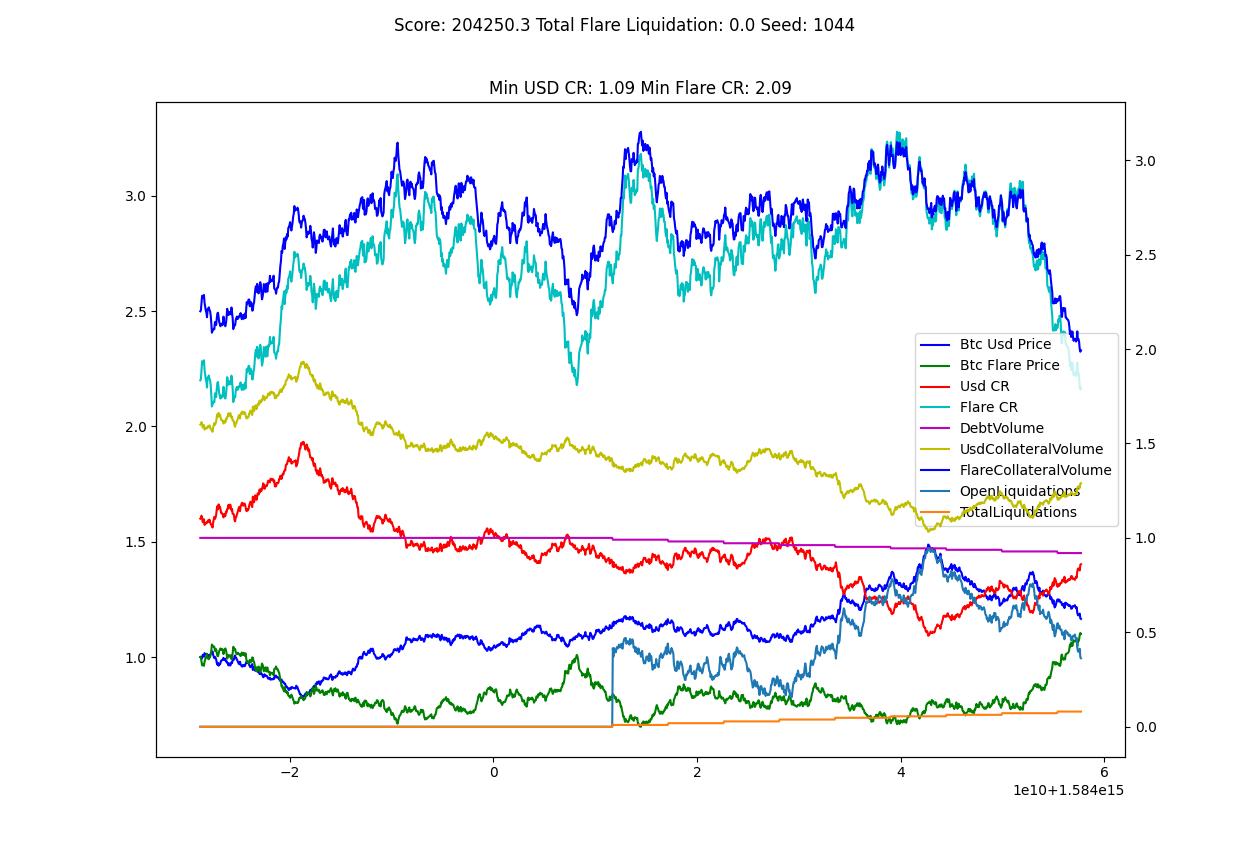 Score: 204250.3 Total Flare Liquidation: 0.0 Seed: 1044
Min USD CR: 1.09 Min Flare CR: 2.09
3.0
2.5
2.0
1.5
1.0
3.0
2.5
2.0
1.5
1.0
0.5
0.0
Btc Usd Price
Btc Flare Price
Usd CR
Flare CR
DebtVolume
UsdCollateralVolume
FlareCollateralVolume
OpenLiquidations
TotalLiquidations
−2 0 2 4 6
1e10+1.584e15